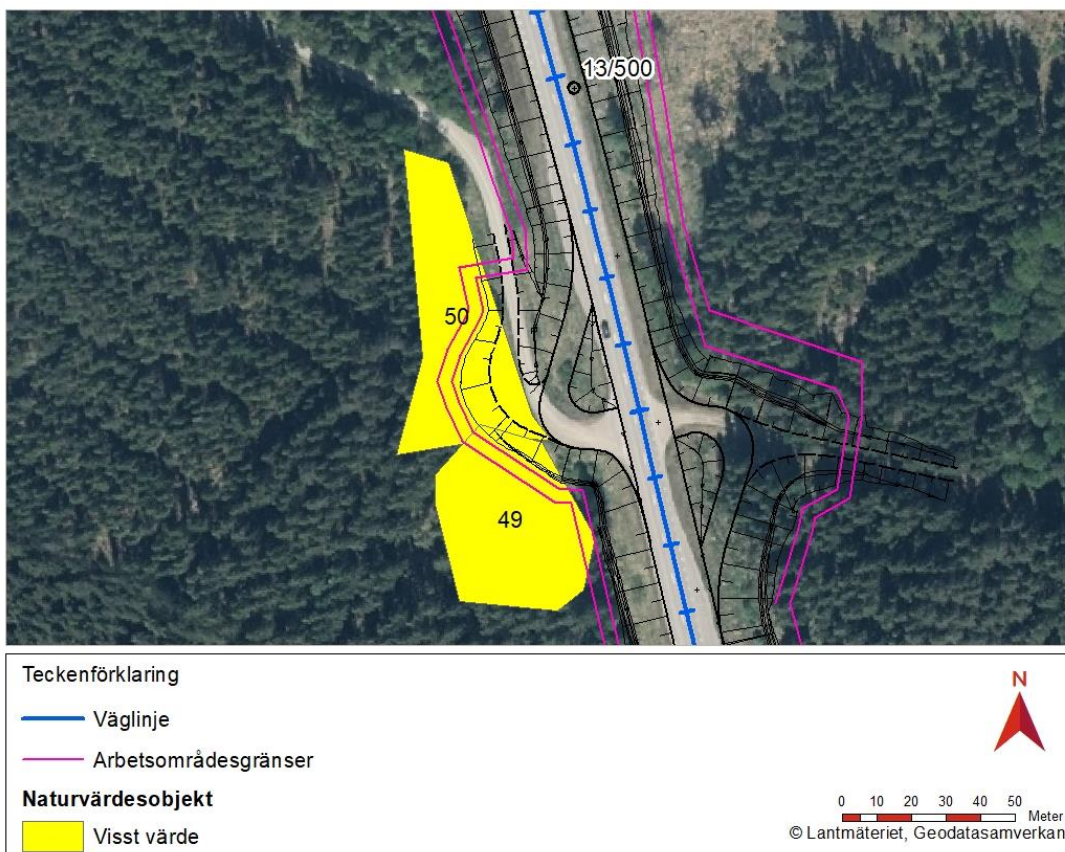 13/500
50
49
Teckenförklaring
Väglinje
Arbetsområdesgränser
Naturvärdesobjekt
Visst värde
N
0 10 20 30 40 50
Meter
© Lantmäteriet, Geodatasamverkan